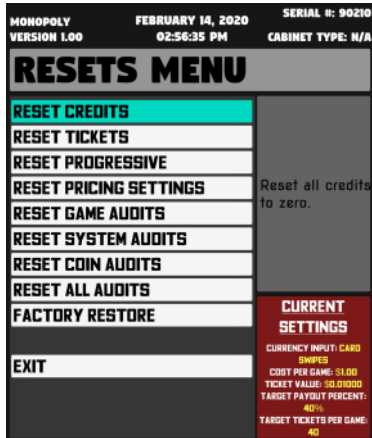 MONOPOLY
VERSION 1.00
FEBRUARY 14, 2020
02:56:35 PM
SERIAL #: 90210
CABINET TYPE: N/A
RESETS MENU
RESET CREDITS
RESET TICKETS
RESET PROGRESSIVE
RESET PRICING SETTINGS
RESET GAME AUDITS
RESET SYSTEM AUDITS
RESET COIN AUDITS
RESET ALL AUDITS
FACTORY RESTORE
EXIT
Reset all credits
to zero.
CURRENT
SETTINGS
CURRENCY INPUT: CARD
SWIPES
COST PER GAME: $1.00
TICKET VALUE: $0.01000
TARGET PAYOUT PERCENT:
40%
TARGET TICKETS PER GAME:
40